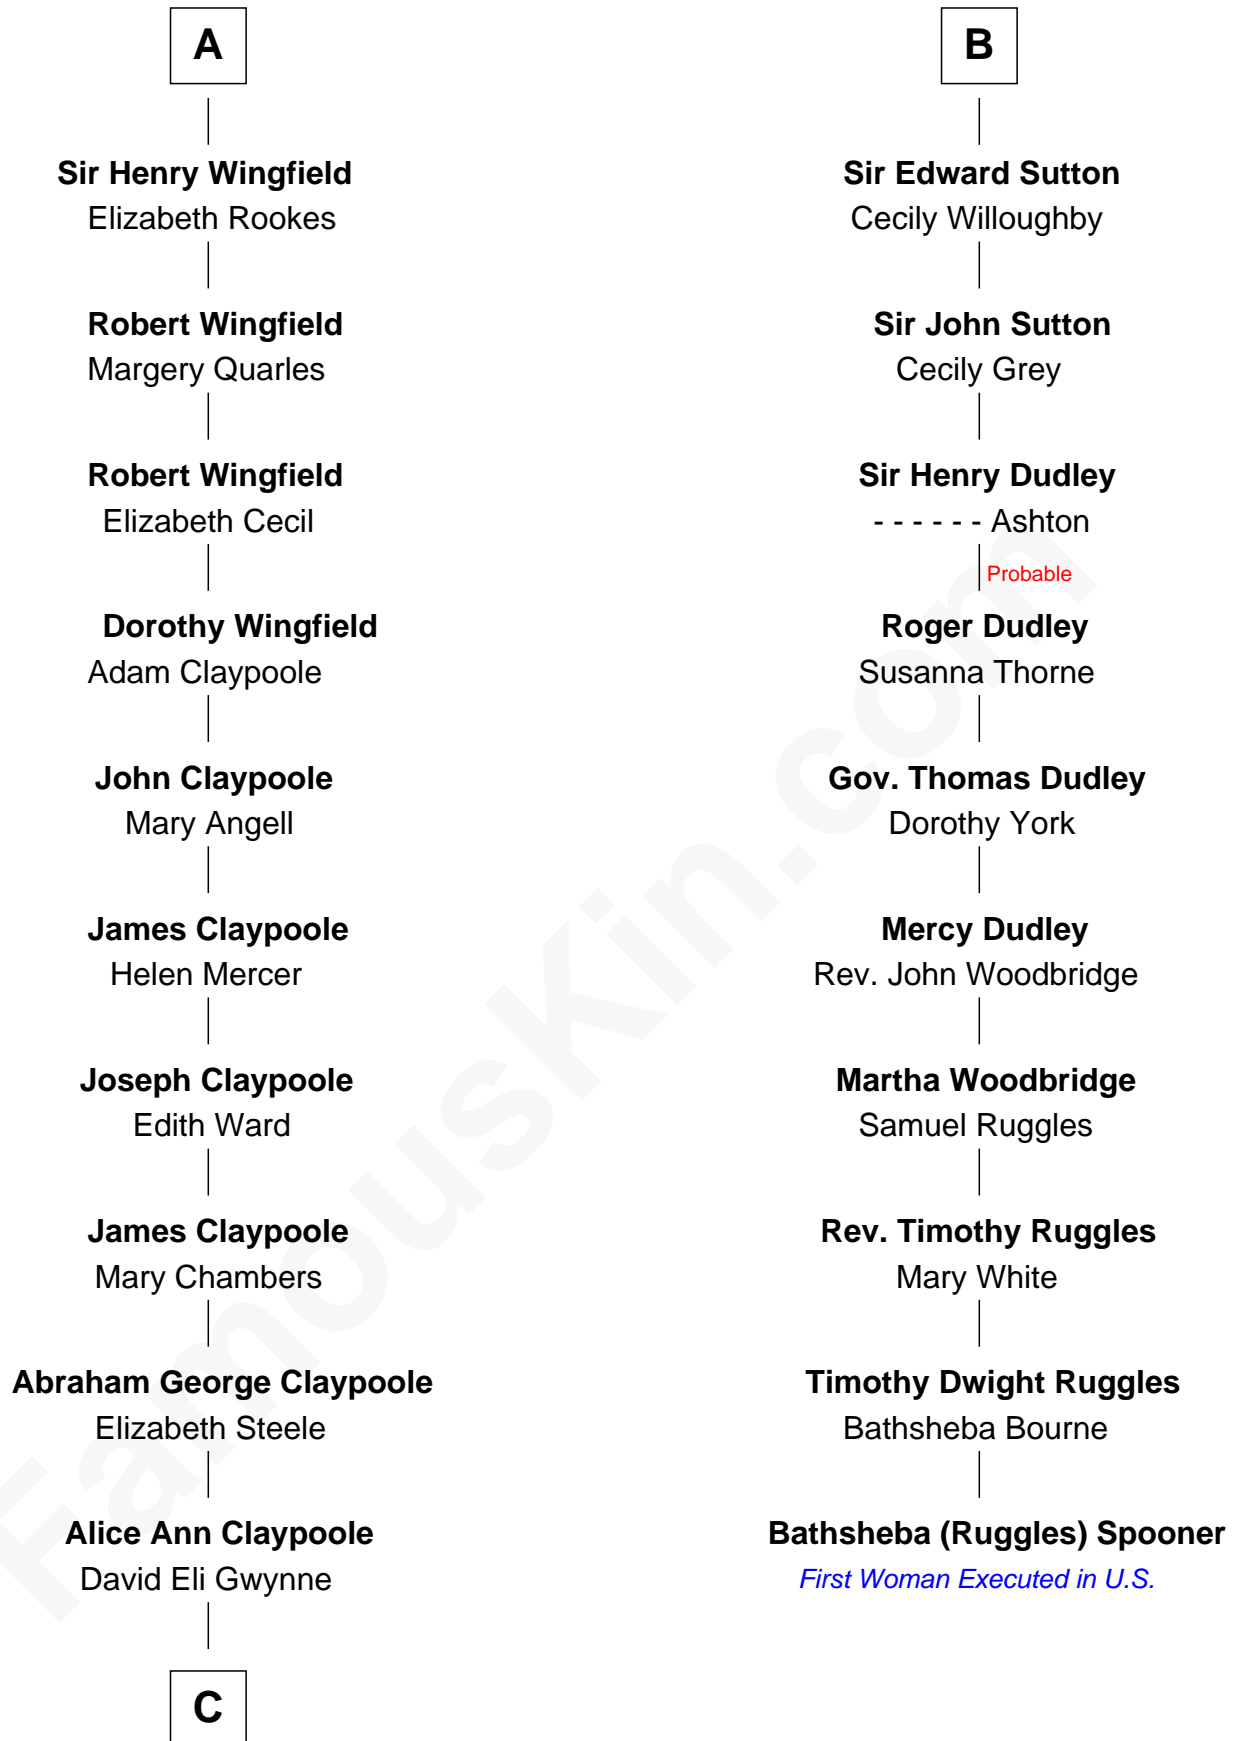 A
Sir Henry Wingfield
Elizabeth Rookes
Robert Wingfield
Margery Quarles
Robert Wingfield
Elizabeth Cecil
Dorothy Wingfield
Adam Claypoole
John Claypoole
Mary Angell
James Claypoole
Helen Mercer
Joseph Claypoole
Edith Ward
James Claypoole
Mary Chambers
Abraham George Claypoole
Elizabeth Steele
Alice Ann Claypoole
David Eli Gwynne
C
B
Sir Edward Sutton
Cecily Willoughby
Sir John Sutton
Cecily Grey
Sir Henry Dudley
- - - - - - Ashton
Probable
Roger Dudley
Susanna Thorne
Gov. Thomas Dudley
Dorothy York
Mercy Dudley
Rev. John Woodbridge
Martha Woodbridge
Samuel Ruggles
Rev. Timothy Ruggles
Mary White
Timothy Dwight Ruggles
Bathsheba Bourne
Bathsheba (Ruggles) Spooner
First Woman Executed in U.S.
FamousKin.com